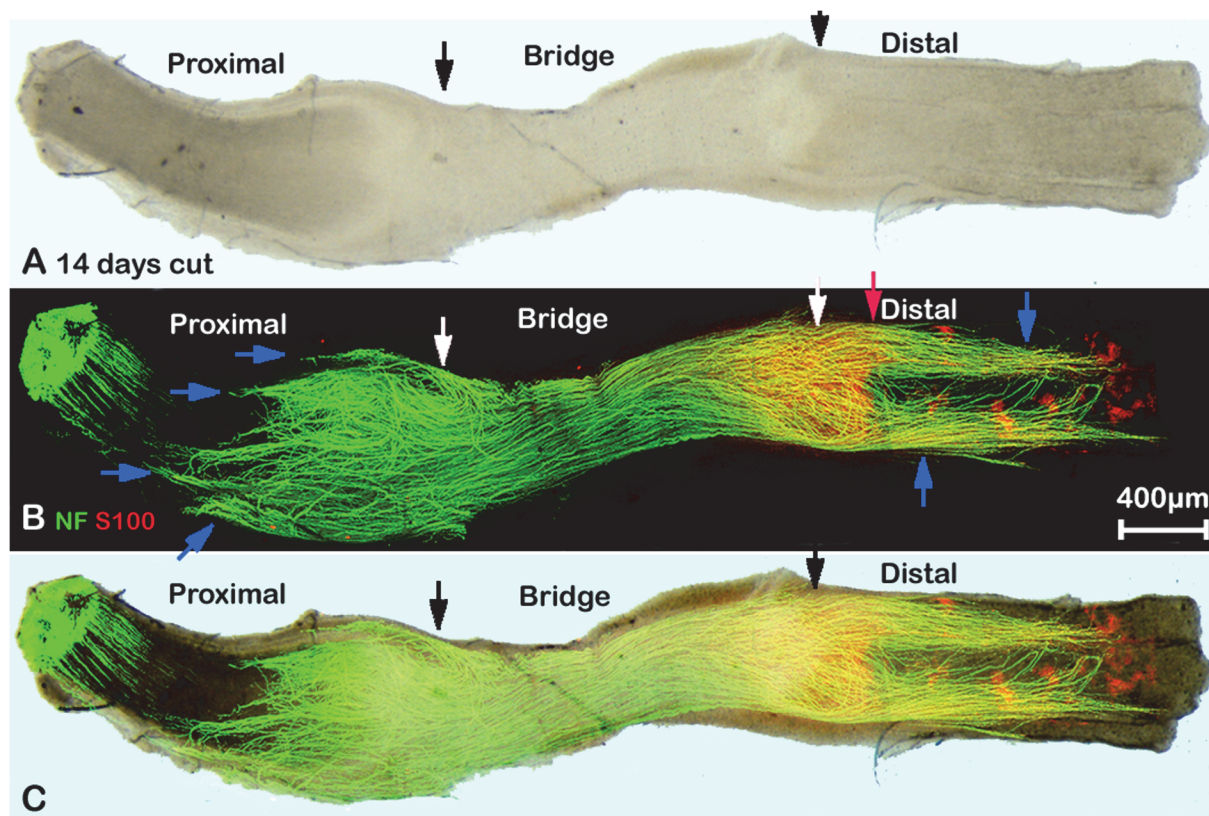 Proximal
Bridge
Distal
A 14 days cut
Proximal
Bridge
Distal
B NF S100
400μm
Proximal
Bridge
Distal
C